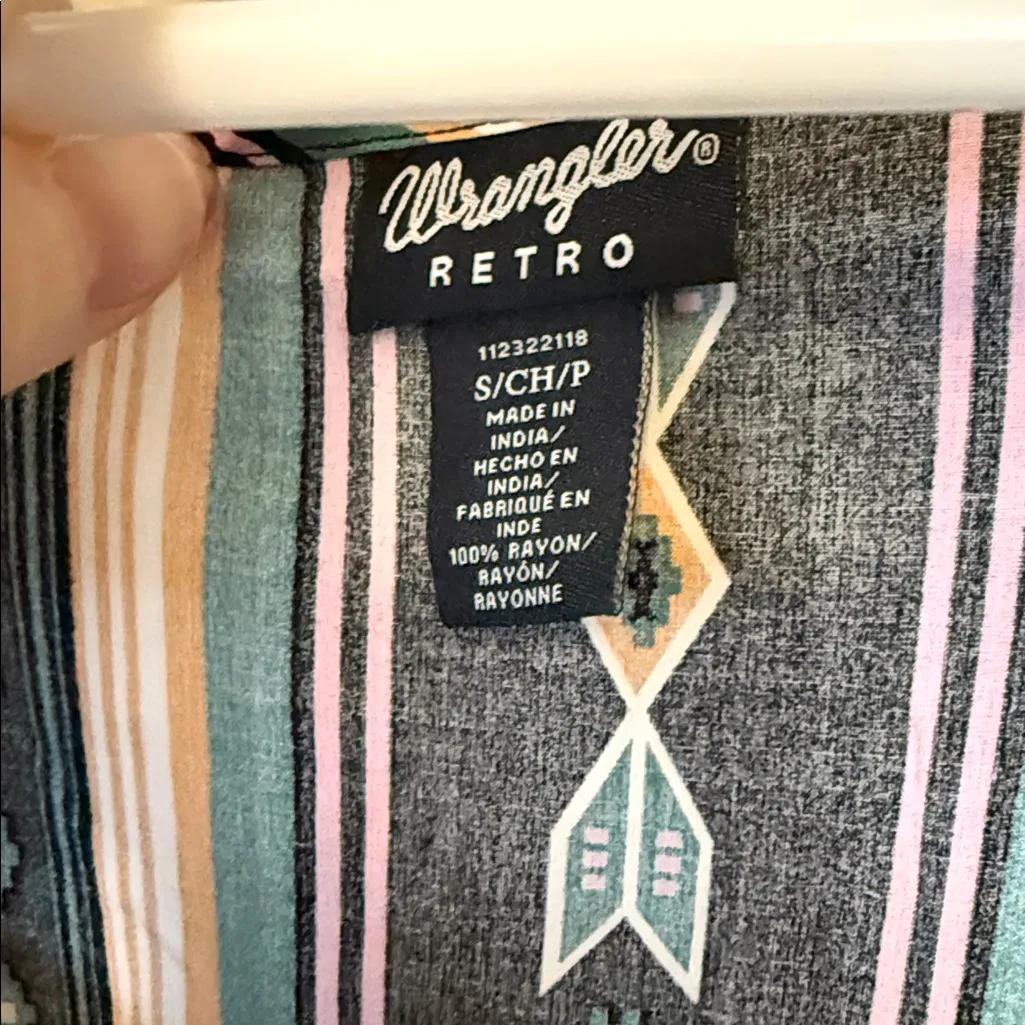 Wrangler®
RETRO
112322118
S/CH/P
MADE IN
INDIA/
HECHO EN
INDIA/
FABRIQUÉ EN
INDE
100% RAYON/
RAYÓN/
RAYONNE